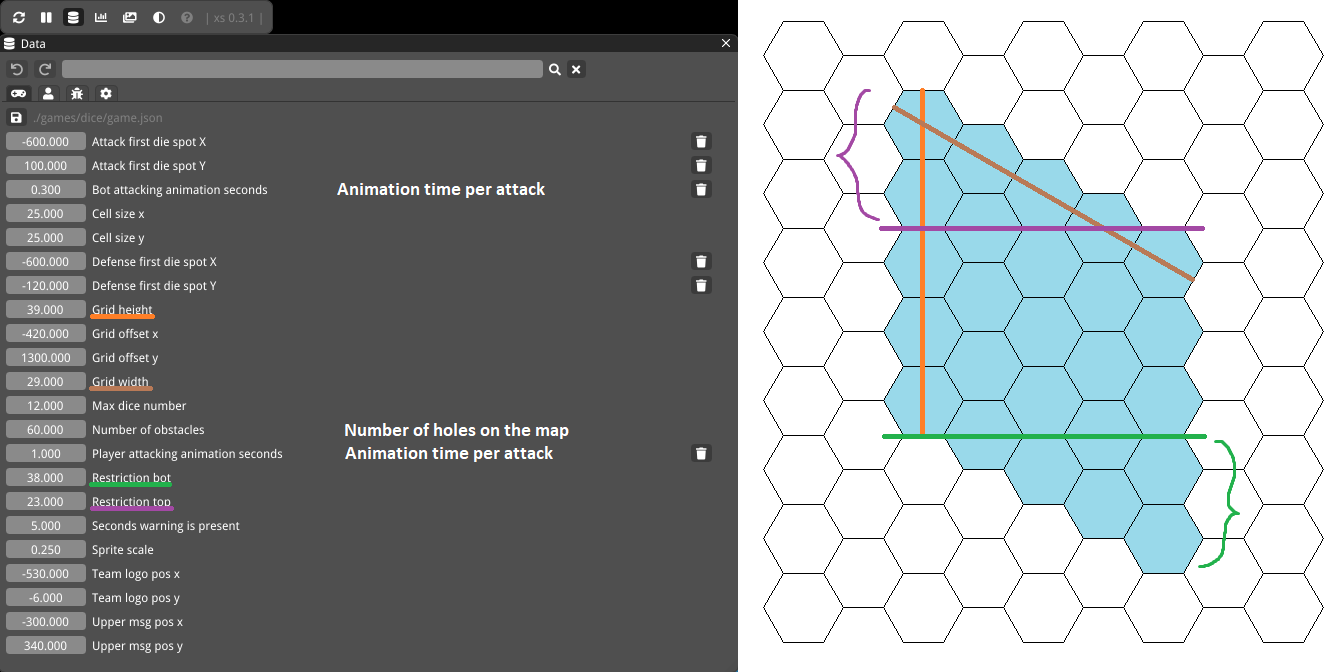 | xs 0.3.1 |
Data
./games/dice/game.json
-600.000 Attack first die spot X
100.000 Attack first die spot Y
0.300 Bot attacking animation seconds Animation time per attack
25.000 Cell size x
25.000 Cell size y
-600.000 Defense first die spot X
-120.000 Defense first die spot Y
39.000 Grid height
-420.000 Grid offset x
1300.000 Grid offset y
29.000 Grid width
12.000 Max dice number
60.000 Number of obstacles Number of holes on the map
1.000 Player attacking animation seconds Animation time per attack
38.000 Restriction bot
23.000 Restriction top
5.000 Seconds warning is present
0.250 Sprite scale
-530.000 Team logo pos x
-6.000 Team logo pos y
-300.000 Upper msg pos x
340.000 Upper msg pos y